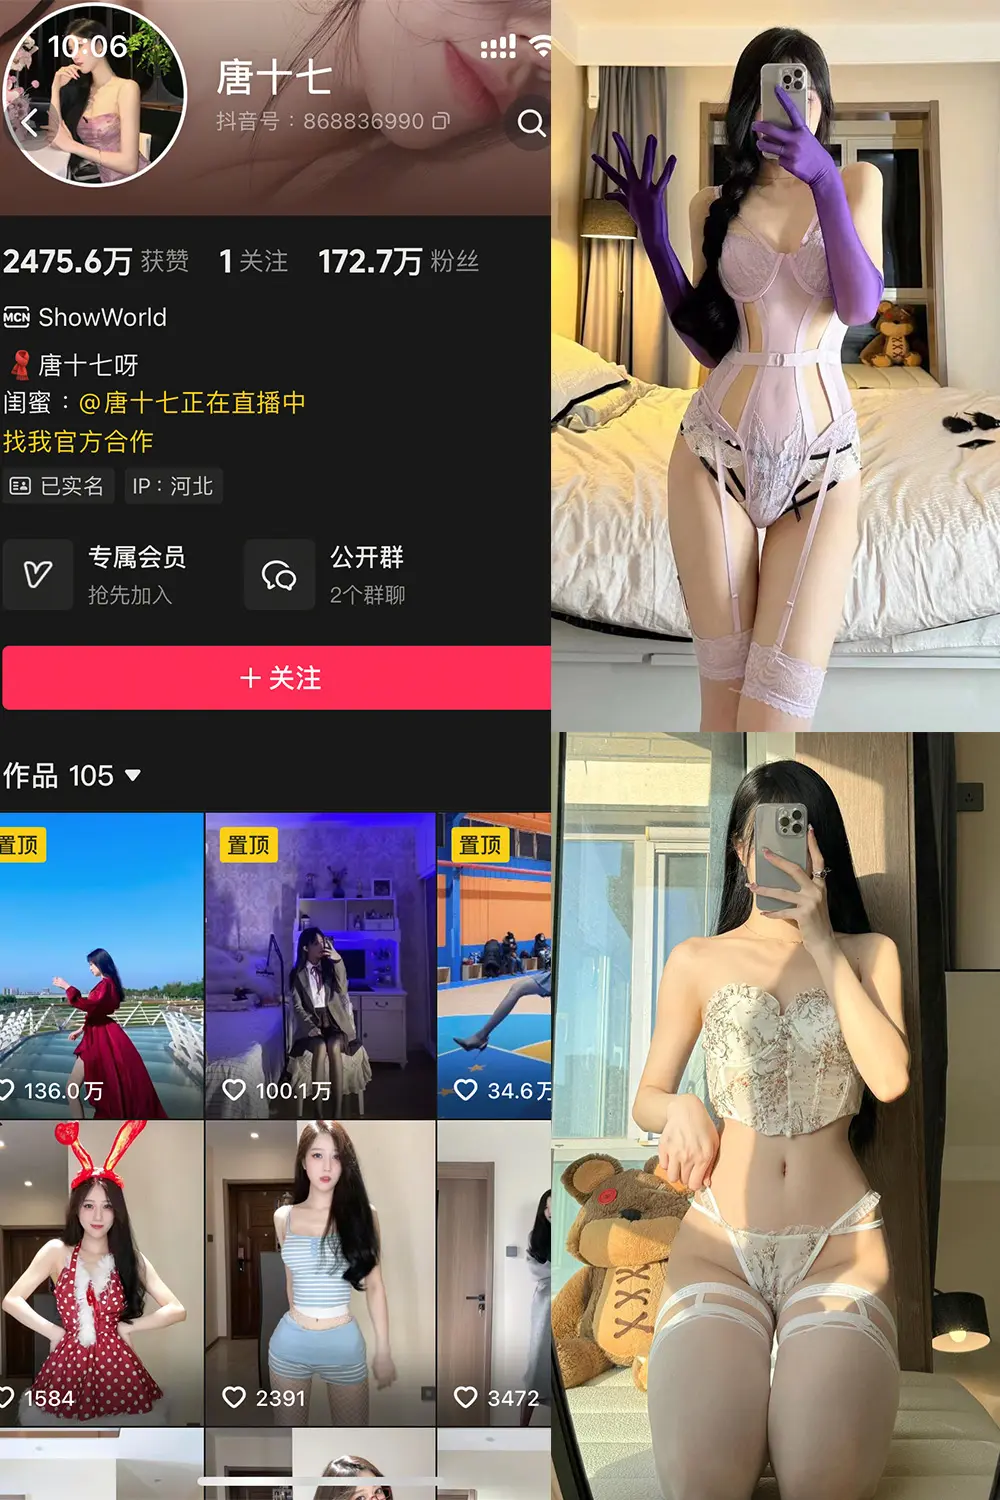 10:06
唐十七
抖音号：868836990
2475.6万 获赞 1 关注 172.7万 粉丝
MCN ShowWorld
唐十七呀
闺蜜：@唐十七正在直播中
找我官方合作
已实名 IP：河北
专属会员 公开群
抢先加入 2个群聊
+ 关注
作品 105
置顶 置顶 置顶
136.0万 100.1万 34.6万
1584 2391 3472